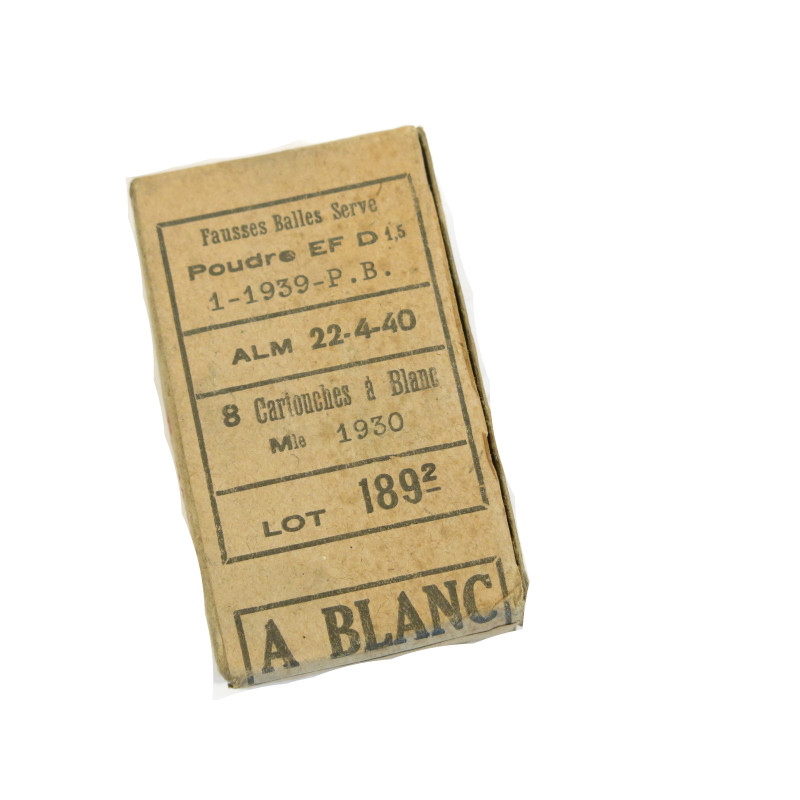 Fausses Balles Serve
Poudre EF D 1,5
1-1939-P.B.
ALM 22-4-40
8 Cartouches à Blanc
Mle 1930
LOT 189²
A BLANC